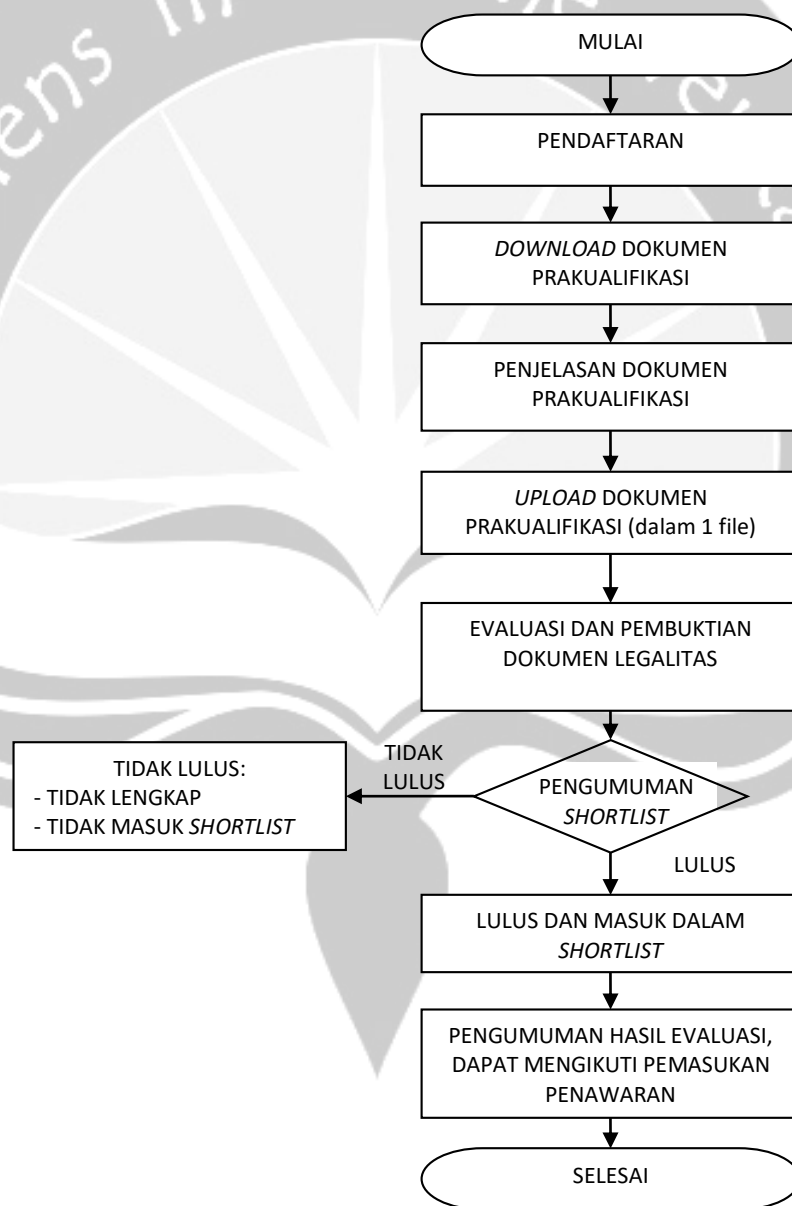 MULAI
PENDAFTARAN
DOWNLOAD DOKUMEN
PRAKUALIFIKASI
PENJELASAN DOKUMEN
PRAKUALIFIKASI
UPLOAD DOKUMEN
PRAKUALIFIKASI (dalam 1 file)
EVALUASI DAN PEMBUKTIAN
DOKUMEN LEGALITAS
PENGUMUMAN
SHORTLIST
TIDAK
LULUS
TIDAK LULUS:
- TIDAK LENGKAP
- TIDAK MASUK SHORTLIST
LULUS
LULUS DAN MASUK DALAM
SHORTLIST
PENGUMUMAN HASIL EVALUASI,
DAPAT MENGIKUTI PEMASUKAN
PENAWARAN
SELESAI